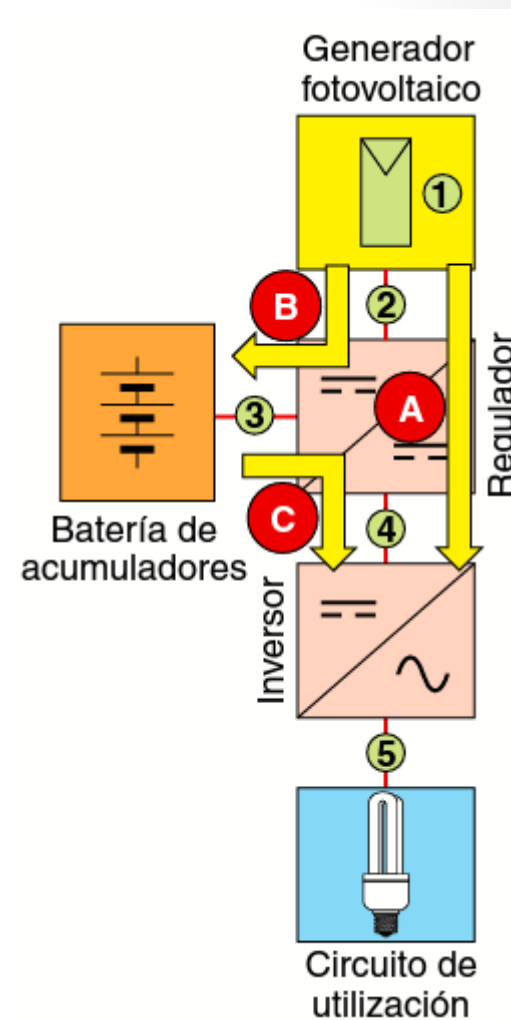 Generador
fotovoltaico
1
B
2
A
Regulador
3
C
Batería de
acumuladores
4
Inversor
5
Circuito de
utilización